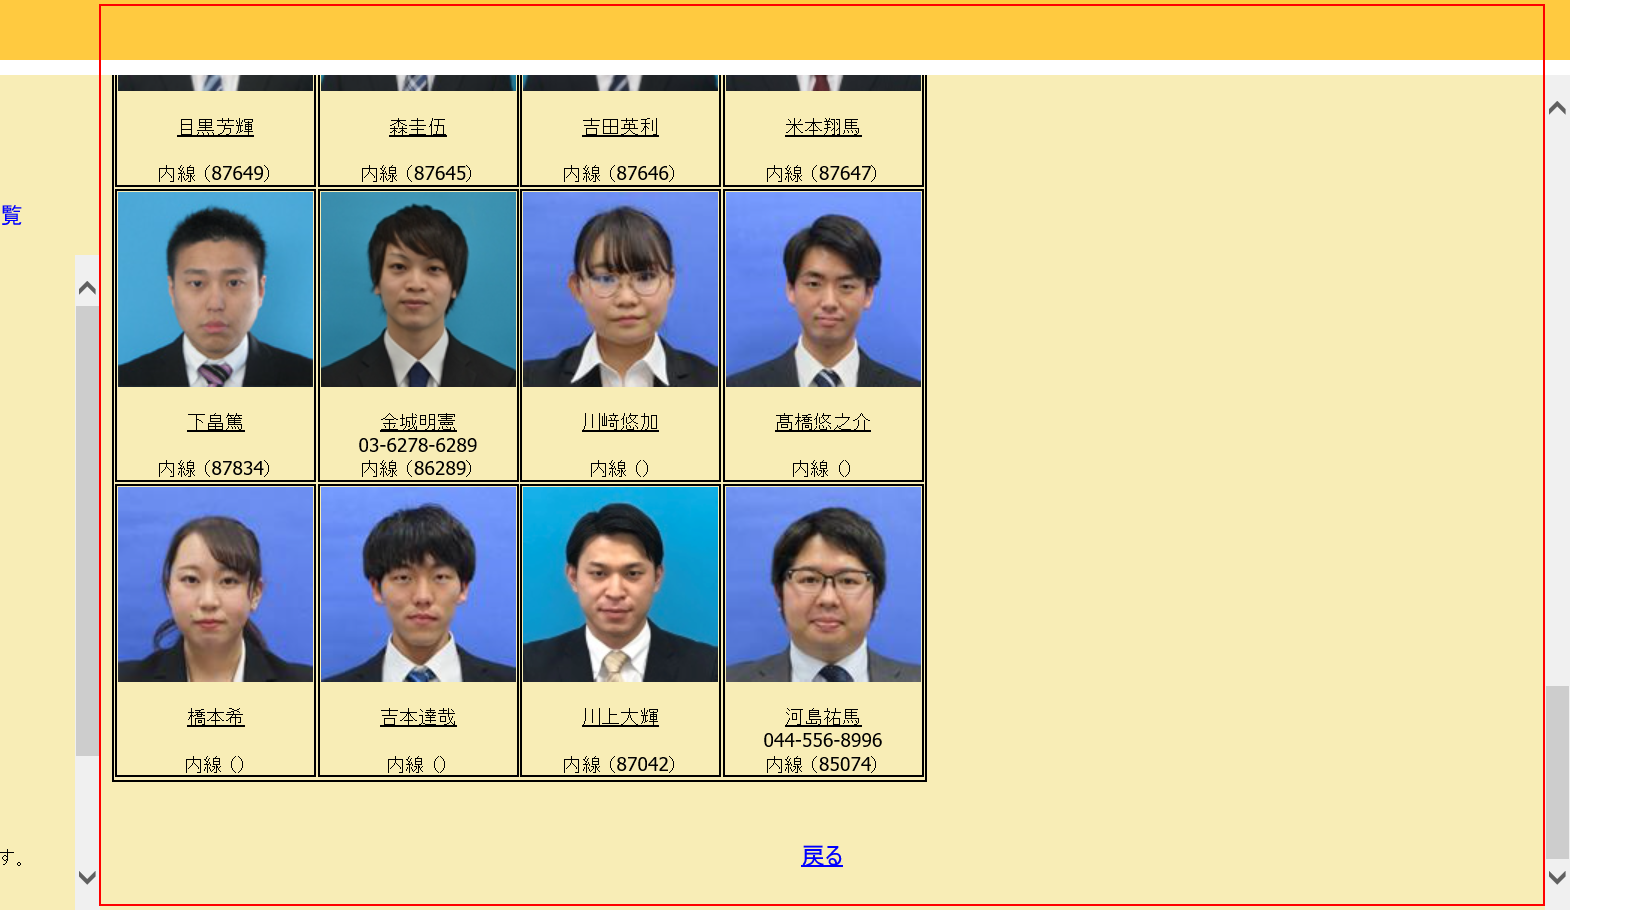 目黒芳輝
内線（87649）
森圭伍
内線（87645）
吉田英利
内線（87646）
米本翔馬
内線（87647）
覧
下畠篤
内線（87834）
金城明憲
03-6278-6289
内線（86289）
川﨑悠加
内線（）
髙橋悠之介
内線（）
橋本希
内線（）
吉本達哉
内線（）
川上大輝
内線（87042）
河島祐馬
044-556-8996
内線（85074）
す。
戻る